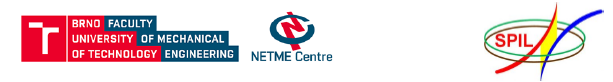 BRNO FACULTY
UNIVERSITY OF MECHANICAL
OF TECHNOLOGY ENGINEERING
NETME Centre
SPIL